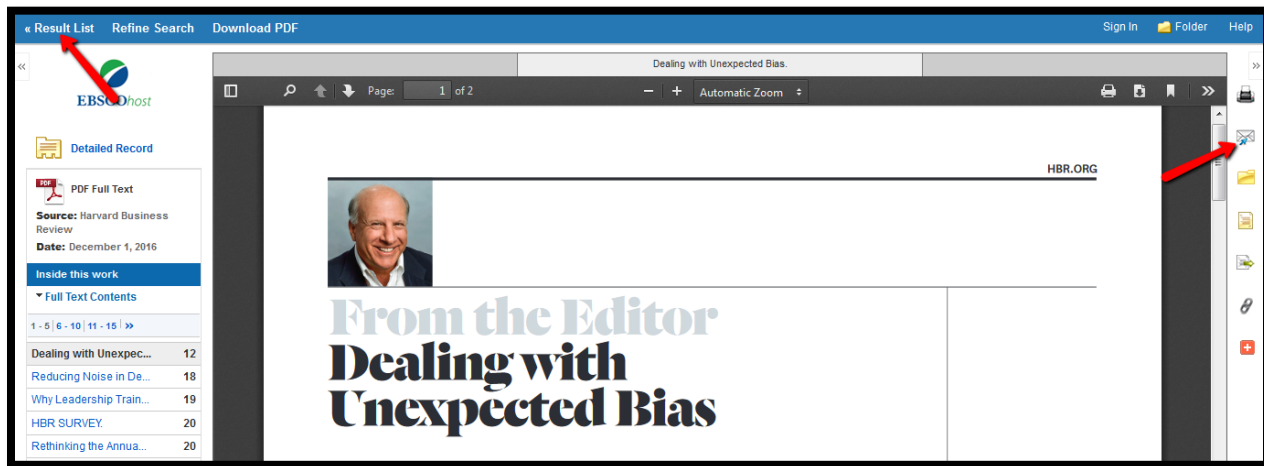 « Result List Refine Search Download PDF Sign In Folder Help
« Dealing with Unexpected Bias. »
EBSCOhost
Page: 1 of 2 − + Automatic Zoom »
Detailed Record
PDF PDF Full Text
Source: Harvard Business
Review
Date: December 1, 2016
Inside this work
Full Text Contents
1 - 5 6 - 10 11 - 15 »
Dealing with Unexpec... 12
Reducing Noise in De... 18
Why Leadership Train... 19
HBR SURVEY. 20
Rethinking the Annua... 20
HBR.ORG
From the Editor
Dealing with
Unexpected Bias